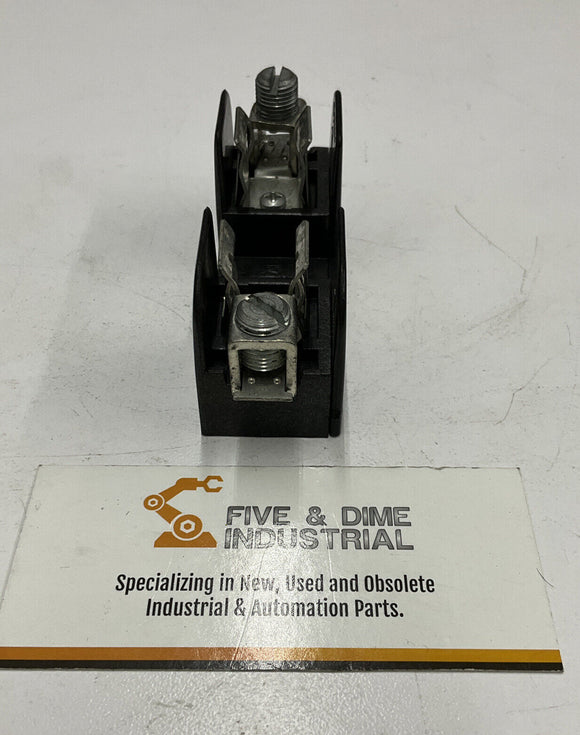 FIVE & DIME
INDUSTRIAL
Specializing in New, Used and Obsolete
Industrial & Automation Parts.